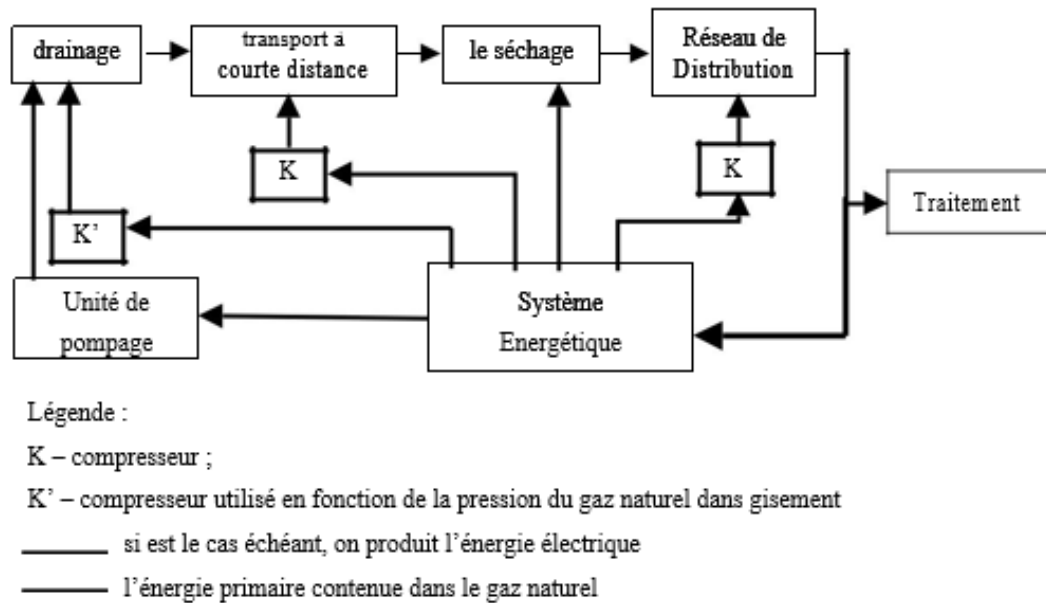 drainage
transport à
courte distance
le séchage
Réseau de
Distribution
K
K
Traitement
K’
Unité de
pompage
Système
Energétique
Légende :
K – compresseur ;
K’ – compresseur utilisé en fonction de la pression du gaz naturel dans gisement
si est le cas échéant, on produit l’énergie électrique
l’énergie primaire contenue dans le gaz naturel